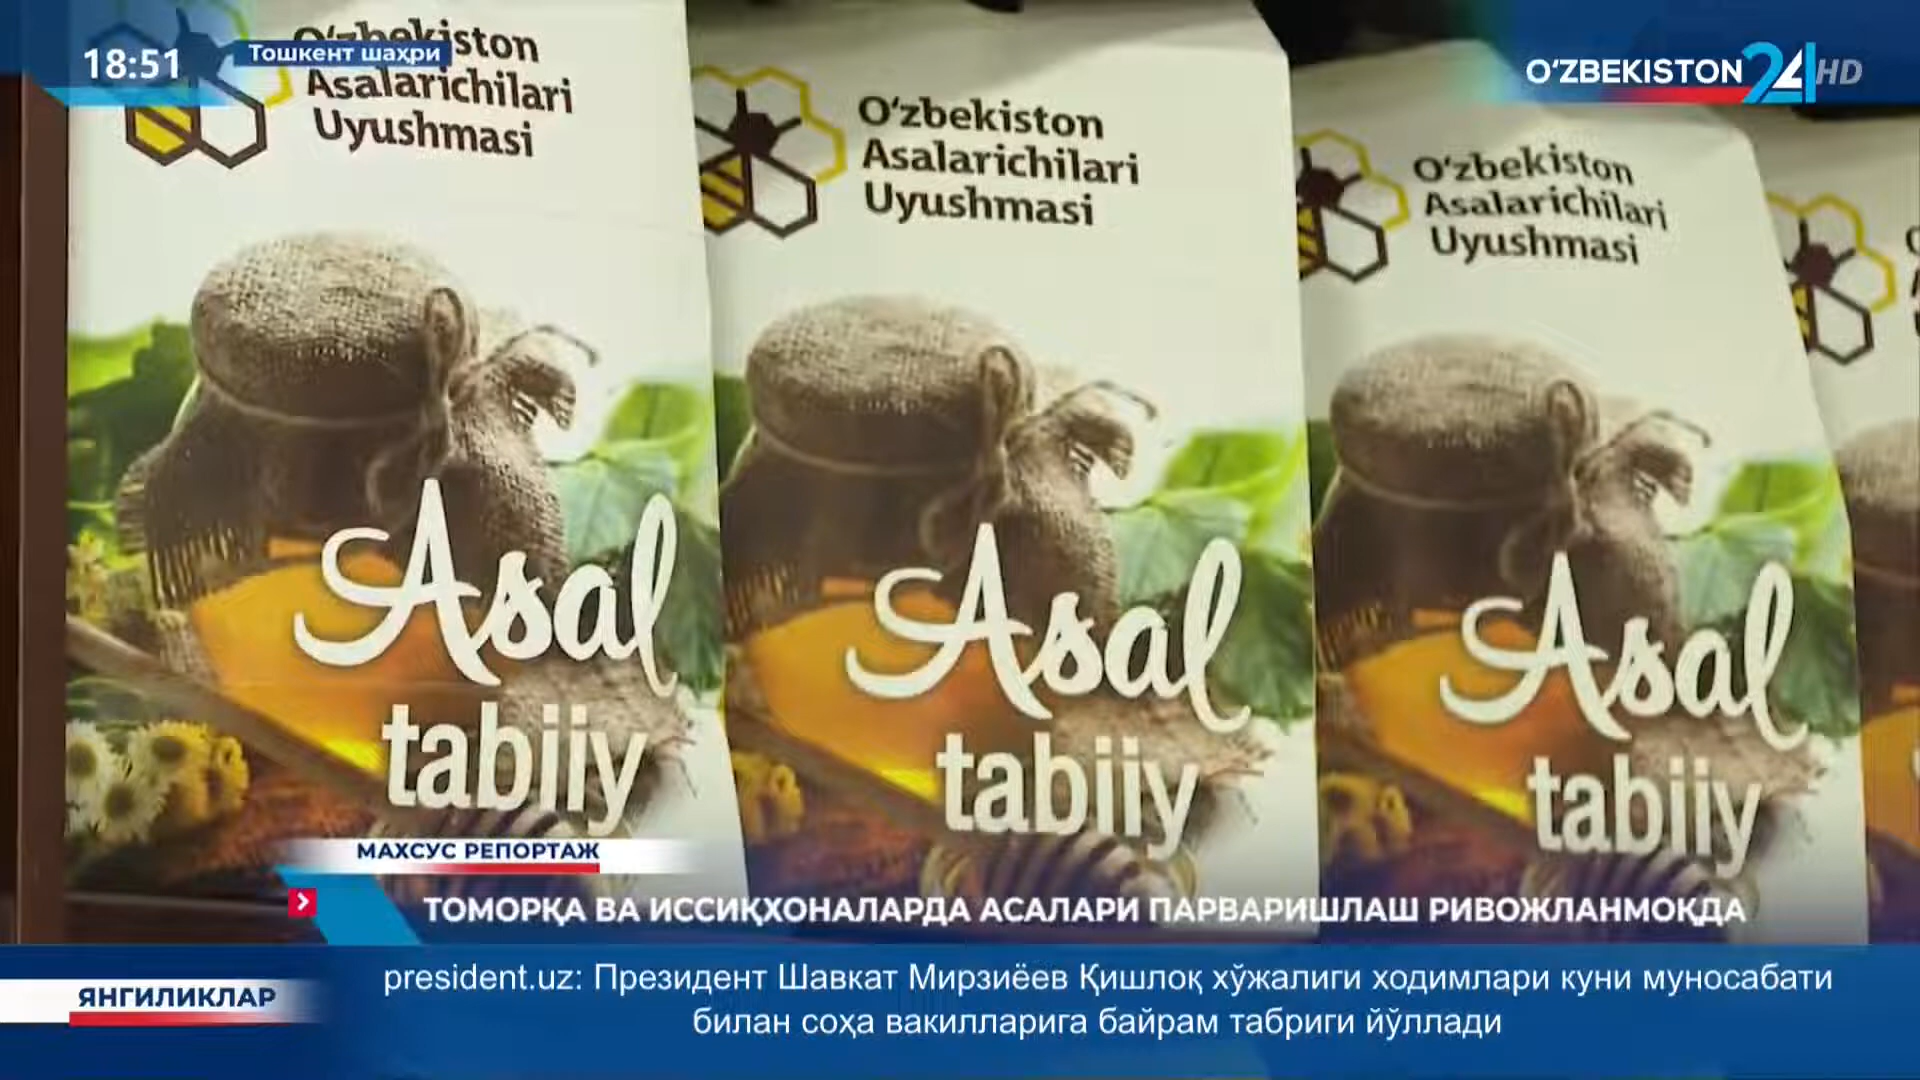 18:51
Тошкент шаҳри
O‘ZBEKISTON 24 HD
O‘zbekiston
Asalarichilari
Uyushmasi
Asal
tabiiy
O‘zbekiston
Asalarichilari
Uyushmasi
Asal
tabiiy
O‘zbekiston
Asalarichilari
Uyushmasi
Asal
tabiiy
МАХСУС РЕПОРТАЖ
ТОМОРҚА ВА ИССИҚХОНАЛАРДА АСАЛАРИ ПАРВАРИШЛАШ РИВОЖЛАНМОҚДА
ЯНГИЛИКЛАР
president.uz: Президент Шавкат Мирзиёев Қишлоқ хўжалиги ходимлари куни муносабати
билан соҳа вакилларига байрам табриги йўллади